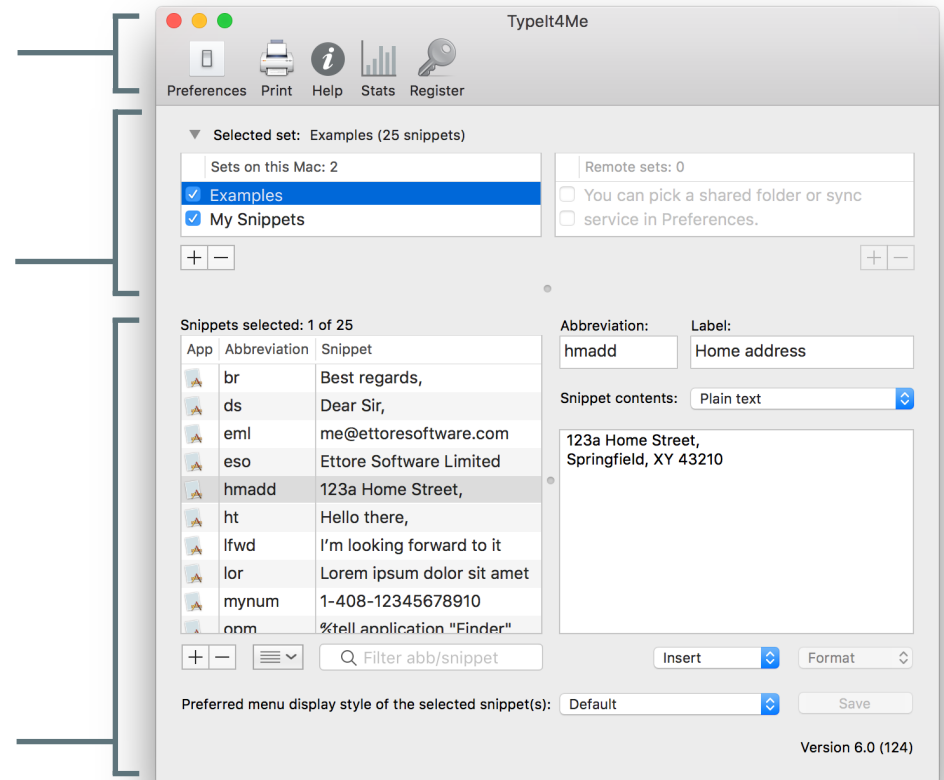 TypeIt4Me
Preferences Print Help Stats Register
Selected set: Examples (25 snippets)
Sets on this Mac: 2
Examples
My Snippets
Remote sets: 0
You can pick a shared folder or sync
service in Preferences.
Snippets selected: 1 of 25
App Abbreviation Snippet
br Best regards,
ds Dear Sir,
eml me@ettoresoftware.com
eso Ettore Software Limited
hmadd 123a Home Street,
ht Hello there,
lfwd I’m looking forward to it
lor Lorem ipsum dolor sit amet
mynum 1-408-12345678910
opm %tell application "Finder"
Filter abb/snippet
Abbreviation: Label:
hmadd Home address
Snippet contents: Plain text
123a Home Street,
Springfield, XY 43210
Insert Format
Preferred menu display style of the selected snippet(s): Default Save
Version 6.0 (124)